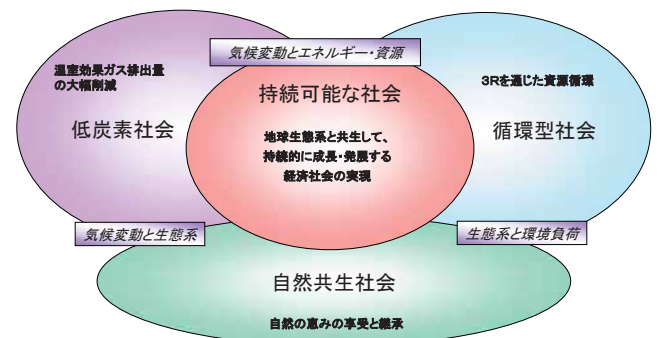 気候変動とエネルギー・資源
温室効果ガス排出量
の大幅削減
低炭素社会
持続可能な社会
地球生態系と共生して、
持続的に成長・発展する
経済社会の実現
3Rを通じた資源循環
循環型社会
気候変動と生態系
生態系と環境負荷
自然共生社会
自然の恵みの享受と継承